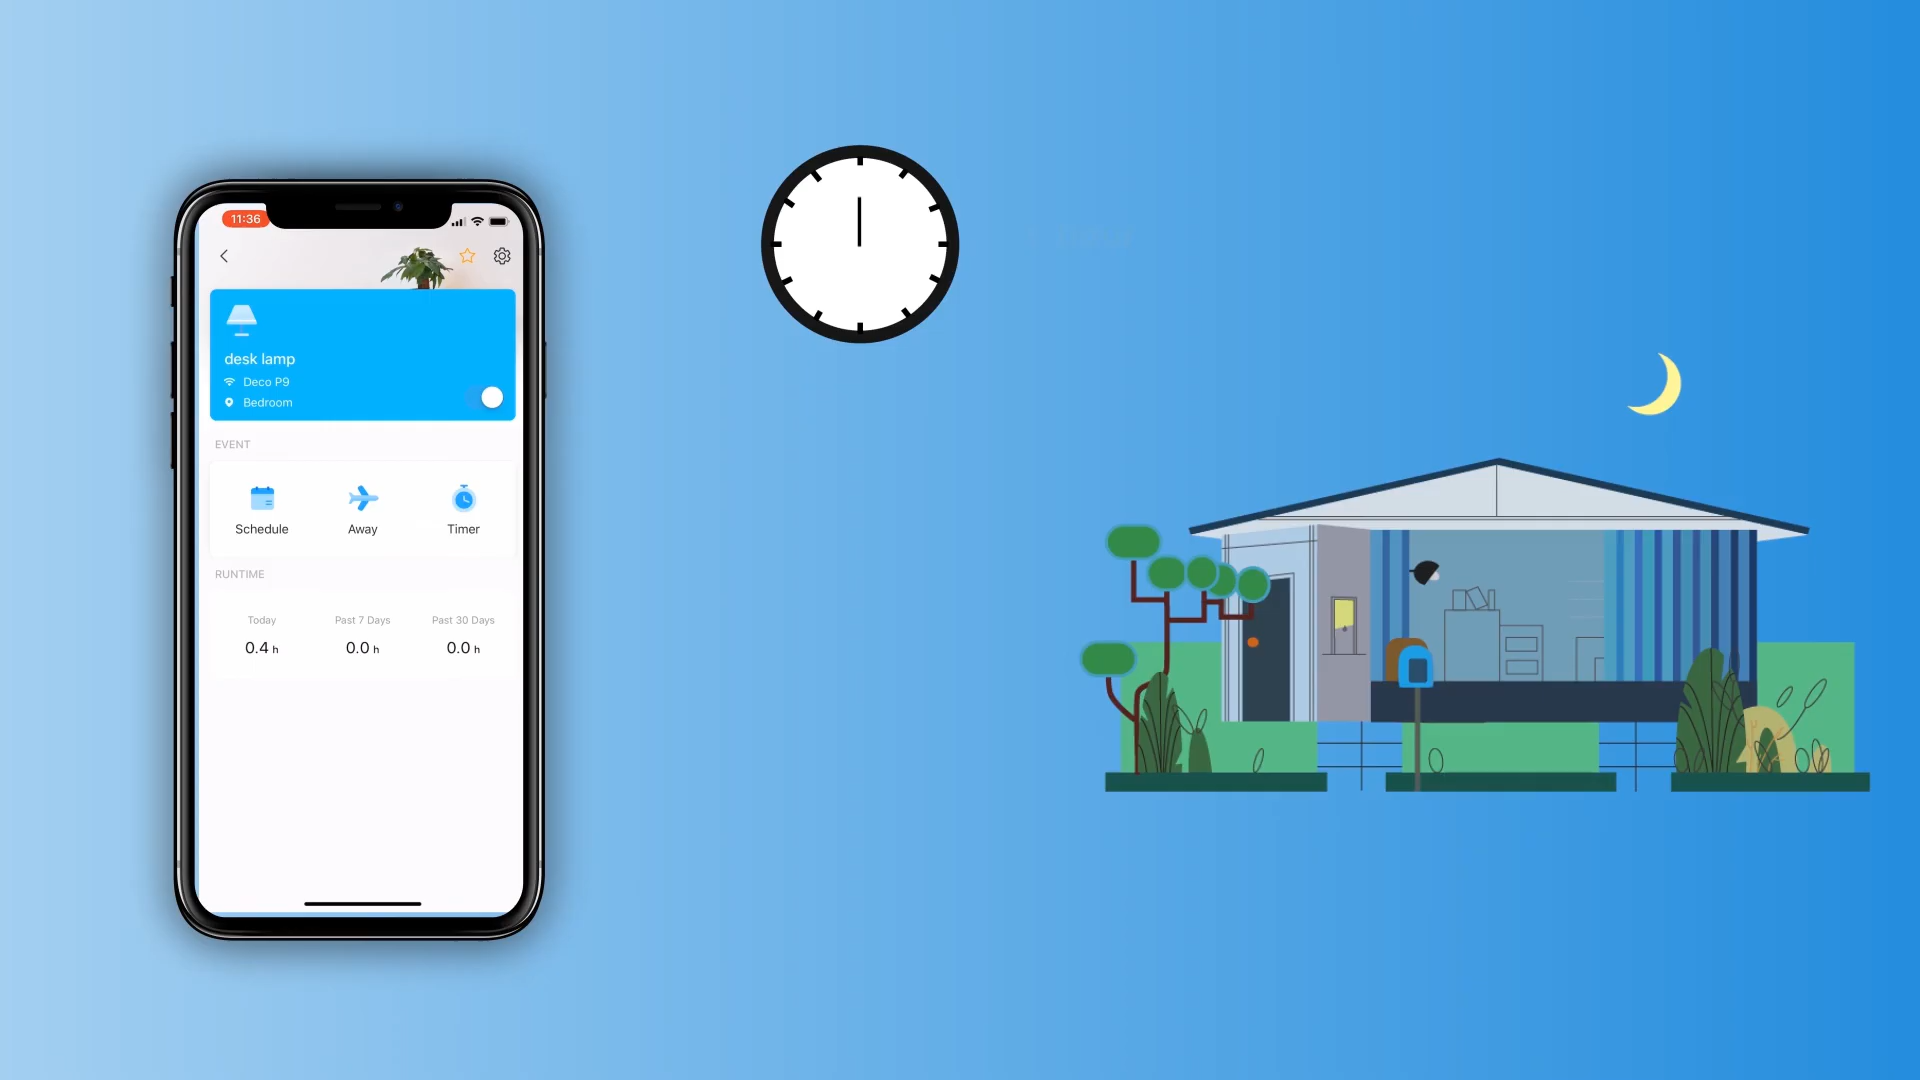 11:36
desk lamp
Deco P9
Bedroom
EVENT
Schedule
Away
Timer
RUNTIME
Today
Past 7 Days
Past 30 Days
0.4 h
0.0 h
0.0 h